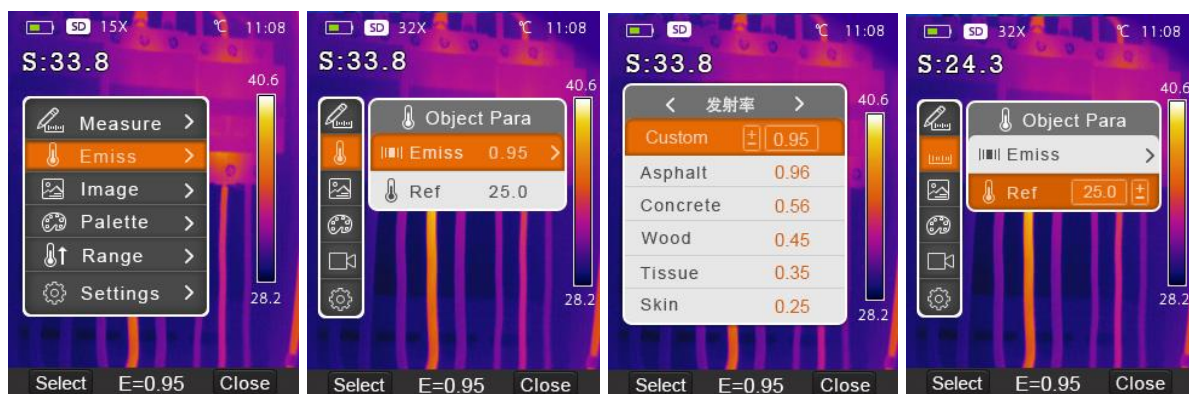 SD 15X ℃ 11:08
S:33.8
40.6
Measure >
Emiss >
Image >
Palette >
Range >
Settings >
28.2
Select E=0.95 Close
SD 32X ℃ 11:08
S:33.8
40.6
Object Para
Emiss 0.95 >
Ref 25.0
28.2
Select E=0.95 Close
SD ℃ 11:08
S:33.8
40.6
< 发射率 >
Custom ± 0.95
Asphalt 0.96
Concrete 0.56
Wood 0.45
Tissue 0.35
Skin 0.25
28.2
Select E=0.95 Close
SD 32X ℃ 11:08
S:24.3
40.6
Object Para
Emiss >
Ref 25.0 ±
28.2
Select E=0.95 Close